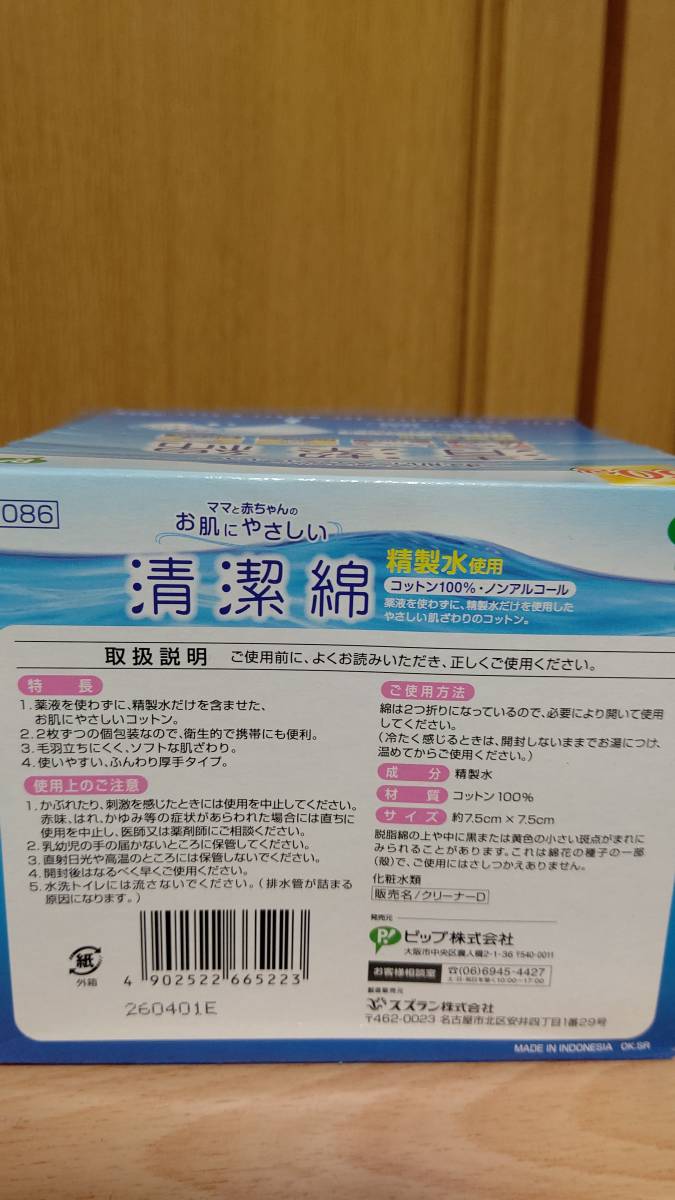 086
ママと赤ちゃんの
お肌にやさしい
清潔綿
精製水使用
コットン100%・ノンアルコール
薬液を使わずに、精製水だけを使用した
やさしい肌ざわりのコットン。
取扱説明 ご使用前に、よくお読みいただき、正しくご使用ください。
特長
1.薬液を使わずに、精製水だけを含ませた、
お肌にやさしいコットン。
2.2枚ずつの個包装なので、衛生的で携帯にも便利。
3.毛羽立ちにくく、ソフトな肌ざわり。
4.使いやすい、ふんわり厚手タイプ。
使用上のご注意
1.かぶれたり、刺激を感じたときには使用を中止してください。
赤味、はれ、かゆみ等の症状があらわれた場合には直ちに
使用を中止し、医師又は薬剤師にご相談ください。
2.乳幼児の手の届かないところに保管してください。
3.直射日光や高温のところには保管しないでください。
4.開封後はなるべく早くご使用ください。
5.水洗トイレには流さないでください。(排水管が詰まる
原因になります。)
紙
外箱
4 902522 665223
260401E
ご使用方法
綿は2つ折りになっているので、必要により開いて使用
してください。
(冷たく感じるときは、開封しないままでお湯につけ、
温めてからご使用ください。)
成分 精製水
材質 コットン100%
サイズ 約7.5cm×7.5cm
脱脂綿の上や中に黒または黄色の小さい斑点がまれに
みられることがあります。これは綿花の種子の一部
(殻)で、ご使用にはさしつかえありません。
化粧水類
販売名/クリーナーD
発売元
P! ピップ株式会社
大阪市中央区農人橋2-1-36 〒540-0011
お客様相談室 ☎(06)6945-4427
土・日・祝日を除く10:00~17:00
製造販売元
スズラン株式会社
〒462-0023 名古屋市北区安井四丁目1番29号
MADE IN INDONESIA OK.SR